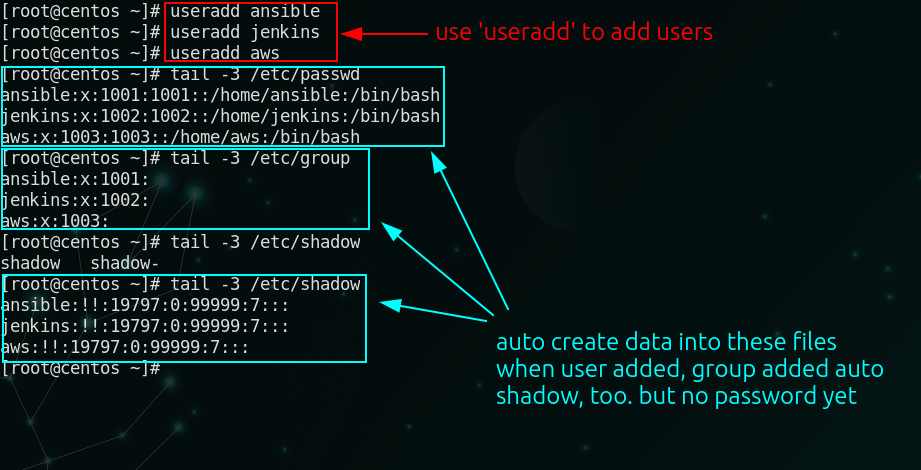 [root@centos ~]# useradd ansible
[root@centos ~]# useradd jenkins
[root@centos ~]# useradd aws
use 'useradd' to add users
[root@centos ~]# tail -3 /etc/passwd
ansible:x:1001:1001::/home/ansible:/bin/bash
jenkins:x:1002:1002::/home/jenkins:/bin/bash
aws:x:1003:1003::/home/aws:/bin/bash
[root@centos ~]# tail -3 /etc/group
ansible:x:1001:
jenkins:x:1002:
aws:x:1003:
[root@centos ~]# tail -3 /etc/shadow
shadow   shadow-
[root@centos ~]# tail -3 /etc/shadow
ansible:!!:19797:0:99999:7:::
jenkins:!!:19797:0:99999:7:::
aws:!!:19797:0:99999:7:::
[root@centos ~]#
auto create data into these files
when user added, group added auto
shadow, too. but no password yet